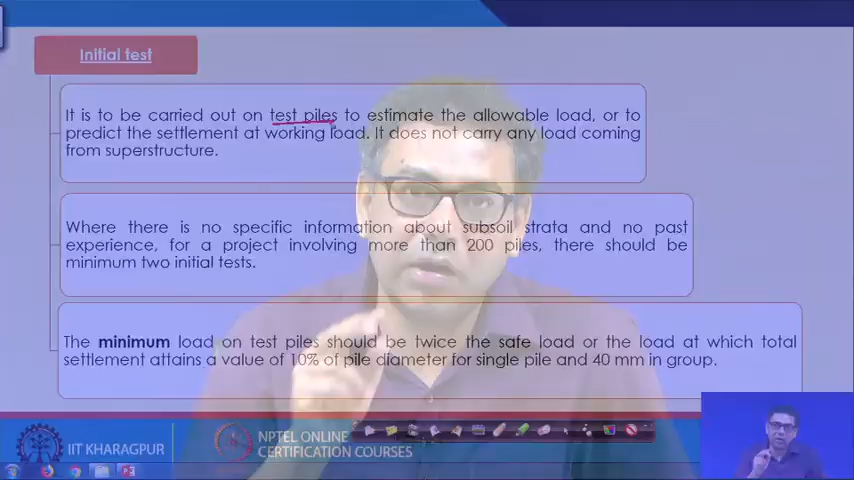 Initial test
It is to be carried out on test piles to estimate the allowable load, or to
predict the settlement at working load. It does not carry any load coming
from superstructure.
Where there is no specific information about subsoil strata and no past
experience, for a project involving more than 200 piles, there should be
minimum two initial tests.
The minimum load on test piles should be twice the safe load or the load at which total
settlement attains a value of 10% of pile diameter for single pile and 40 mm in group.
IIT KHARAGPUR
NPTEL ONLINE
CERTIFICATION COURSES